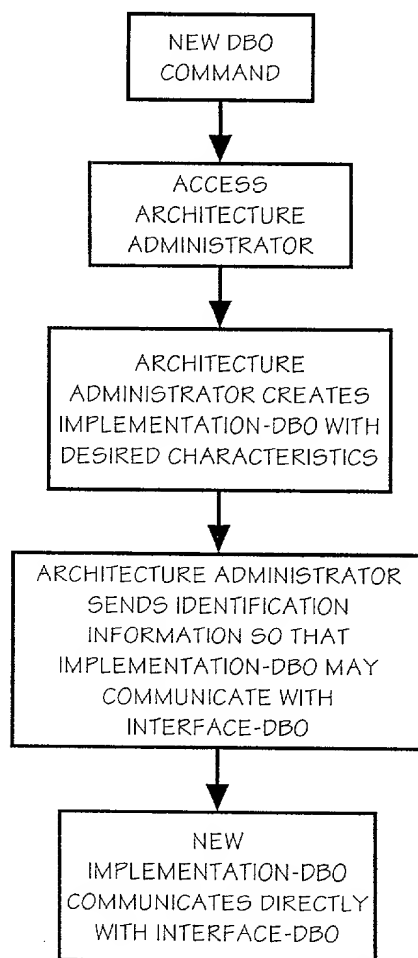 NEW DBO
COMMAND
ACCESS
ARCHITECTURE
ADMINISTRATOR
ARCHITECTURE
ADMINISTRATOR CREATES
IMPLEMENTATION-DBO WITH
DESIRED CHARACTERISTICS
ARCHITECTURE ADMINISTRATOR
SENDS IDENTIFICATION
INFORMATION SO THAT
IMPLEMENTATION-DBO MAY
COMMUNICATE WITH
INTERFACE-DBO
NEW
IMPLEMENTATION-DBO
COMMUNICATES DIRECTLY
WITH INTERFACE-DBO